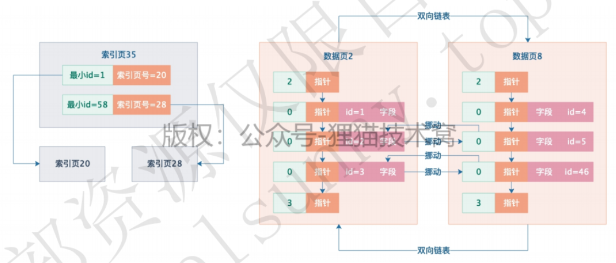 双向链表
索引页35
最小id=1 索引页号=20
最小id=58 索引页号=28
索引页20 索引页28
数据页2 数据页8
2 指针 2 指针
0 指针 id=1 字段 0 指针 字段 id=4
挪动
0 指针 0 指针 字段 id=5
挪动
0 指针 id=3 字段 挪动 0 指针 字段 id=46
3 指针 3 指针
双向链表
版权：公众号-狸猫技术窝